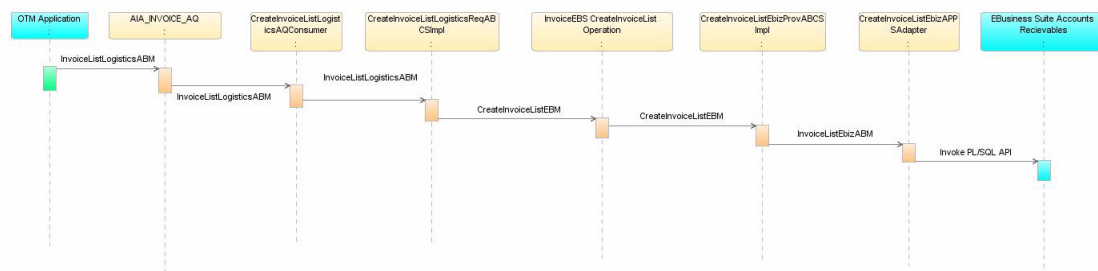 OTM Application
:
AIA_INVOICE_AQ
:
CreateInvoiceListLogist
icsAQConsumer
:
CreateInvoiceListLogisticsReqAB
CSImpl
:
InvoiceEBS CreateInvoiceList
Operation
:
CreateInvoiceListEbizProvABCS
Impl
:
CreateInvoiceListEbizAPP
SAdapter
:
EBusiness Suite Accounts
Recievables
:
InvoiceListLogisticsABM
InvoiceListLogisticsABM
InvoiceListLogisticsABM
CreateInvoiceListEBM
CreateInvoiceListEBM
InvoiceListEbizABM
Invoke PL/SQL API